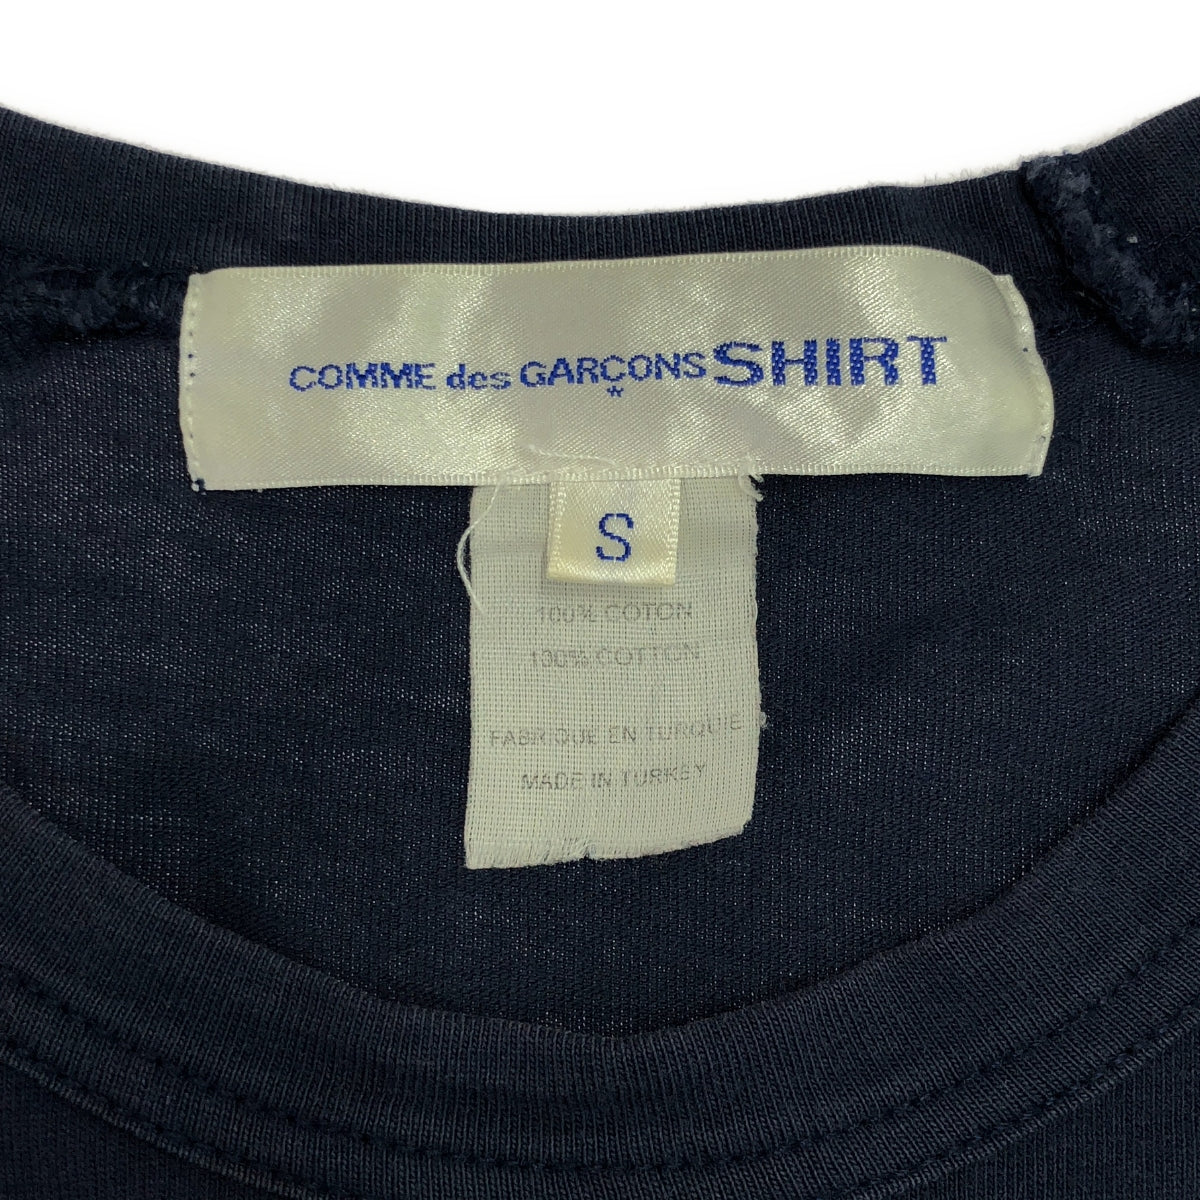 COMME des GARÇONS SHIRT
*
S
100% COTON
100% COTTON
FABRIQUE EN TURQUIE
MADE IN TURKEY